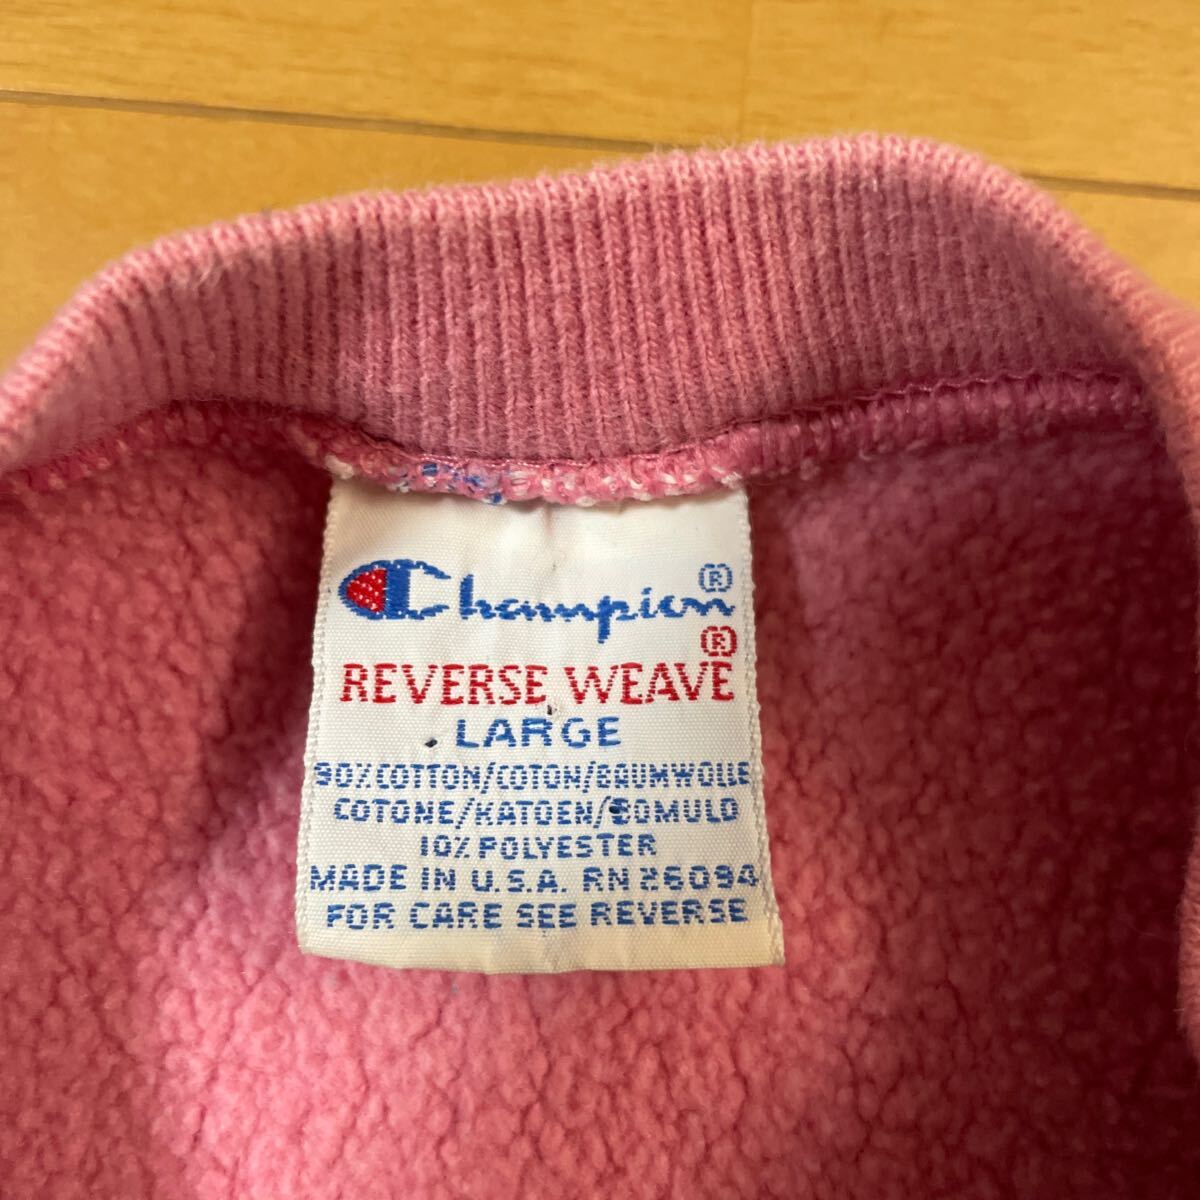 Champion®
REVERSE WEAVE®
LARGE
90% COTTON/COTON/BAUMWOLLE
COTONE/KATOEN/BOMULD
10% POLYESTER
MADE IN U.S.A. RN 26094
FOR CARE SEE REVERSE